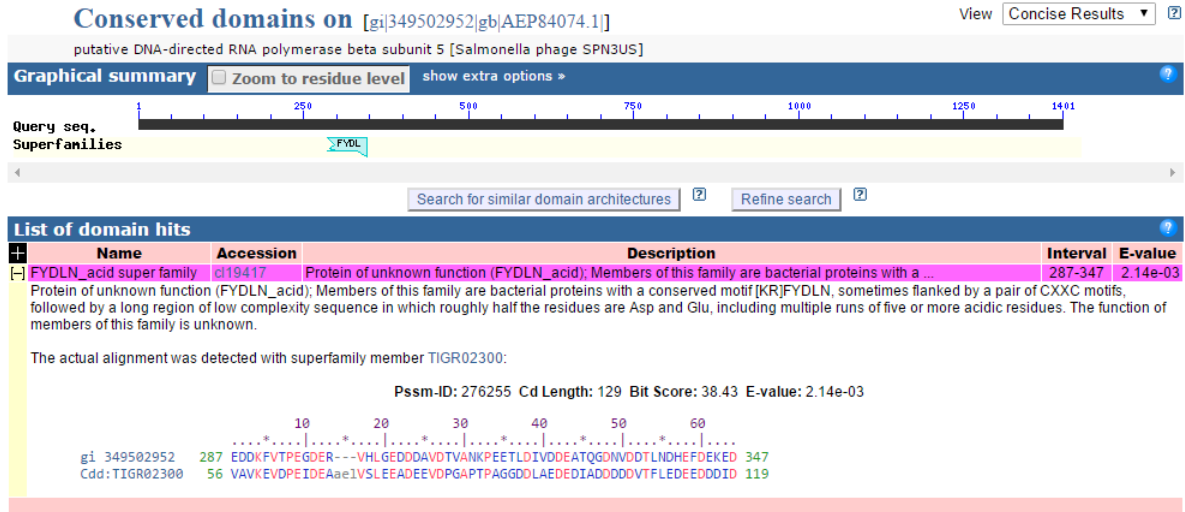 Conserved domains on [gi|349502952|gb|AEP84074.1|]
View Concise Results ▼ ?
putative DNA-directed RNA polymerase beta subunit 5 [Salmonella phage SPN3US]
Graphical summary Zoom to residue level show extra options » ?
1 250 500 750 1000 1250 1401
Query seq.
Superfamilies FYDL
Search for similar domain architectures ? Refine search ?
List of domain hits ?
+ Name Accession Description Interval E-value
[-] FYDLN_acid super family cl19417 Protein of unknown function (FYDLN_acid); Members of this family are bacterial proteins with a ... 287-347 2.14e-03
Protein of unknown function (FYDLN_acid); Members of this family are bacterial proteins with a conserved motif [KR]FYDLN, sometimes flanked by a pair of CXXC motifs,
followed by a long region of low complexity sequence in which roughly half the residues are Asp and Glu, including multiple runs of five or more acidic residues. The function of
members of this family is unknown.
The actual alignment was detected with superfamily member TIGR02300:
Pssm-ID: 276255 Cd Length: 129 Bit Score: 38.43 E-value: 2.14e-03
10 20 30 40 50 60
....*....|....*....|....*....|....*....|....*....|....*....|....
gi 349502952 287 EDDKFVTPEGDER---VHLGEDDDAVDTVANKPEETLDIVDDEATQGDNVDDTLNDHEFDEKED 347
Cdd:TIGR02300 56 VAVKEVDPEIDEAaelVSLEEADEEVDPGAPTPAGGDDLAEDEDIADDDDDVTFLEDEEDDDID 119